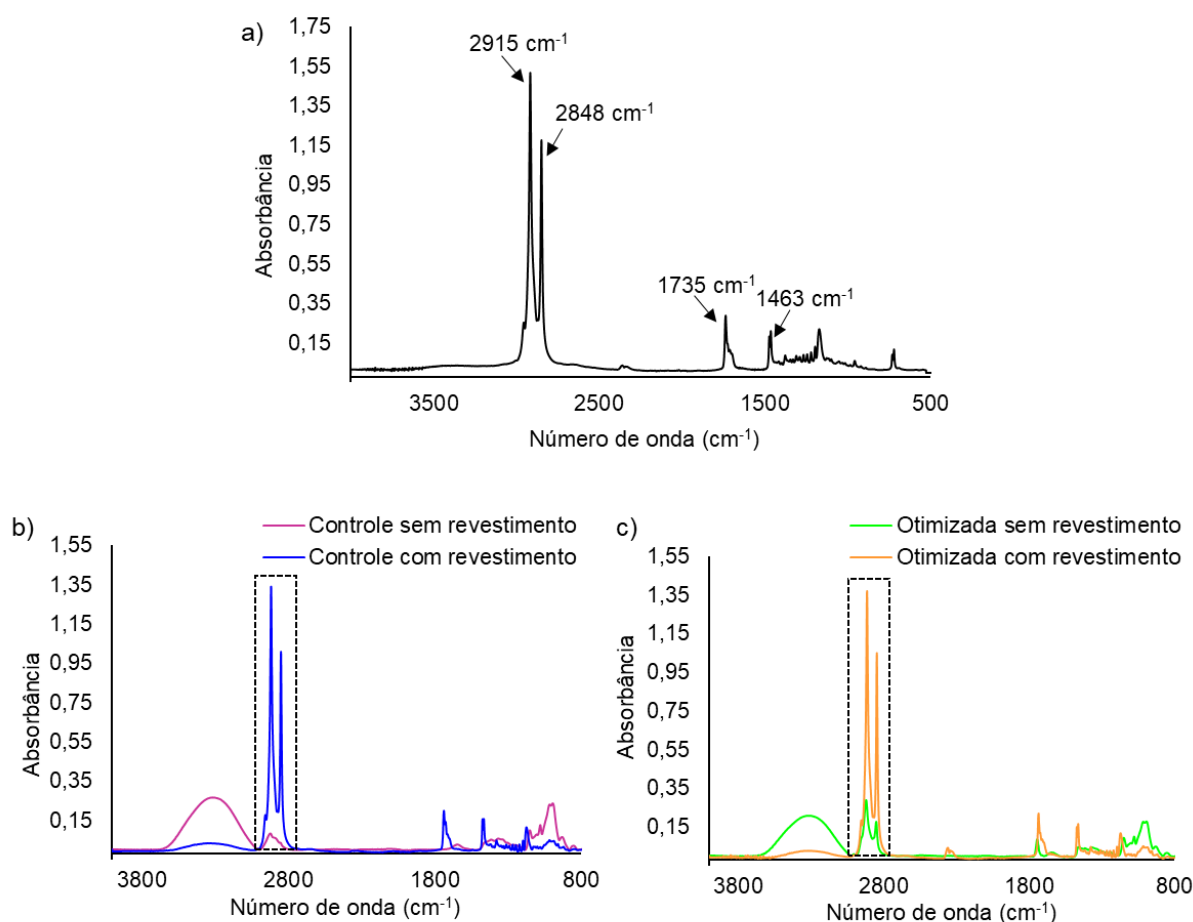 a)
1,75
1,55
1,35
1,15
0,95
0,75
0,55
0,35
0,15
Absorbância
2915 cm⁻¹
2848 cm⁻¹
1735 cm⁻¹
1463 cm⁻¹
3500 2500 1500 500
Número de onda (cm⁻¹)
b)
Controle sem revestimento
Controle com revestimento
1,55
1,35
1,15
0,95
0,75
0,55
0,35
0,15
Absorbância
3800 2800 1800 800
Número de onda (cm⁻¹)
c)
Otimizada sem revestimento
Otimizada com revestimento
1,55
1,35
1,15
0,95
0,75
0,55
0,35
0,15
Absorbância
3800 2800 1800 800
Número de onda (cm⁻¹)